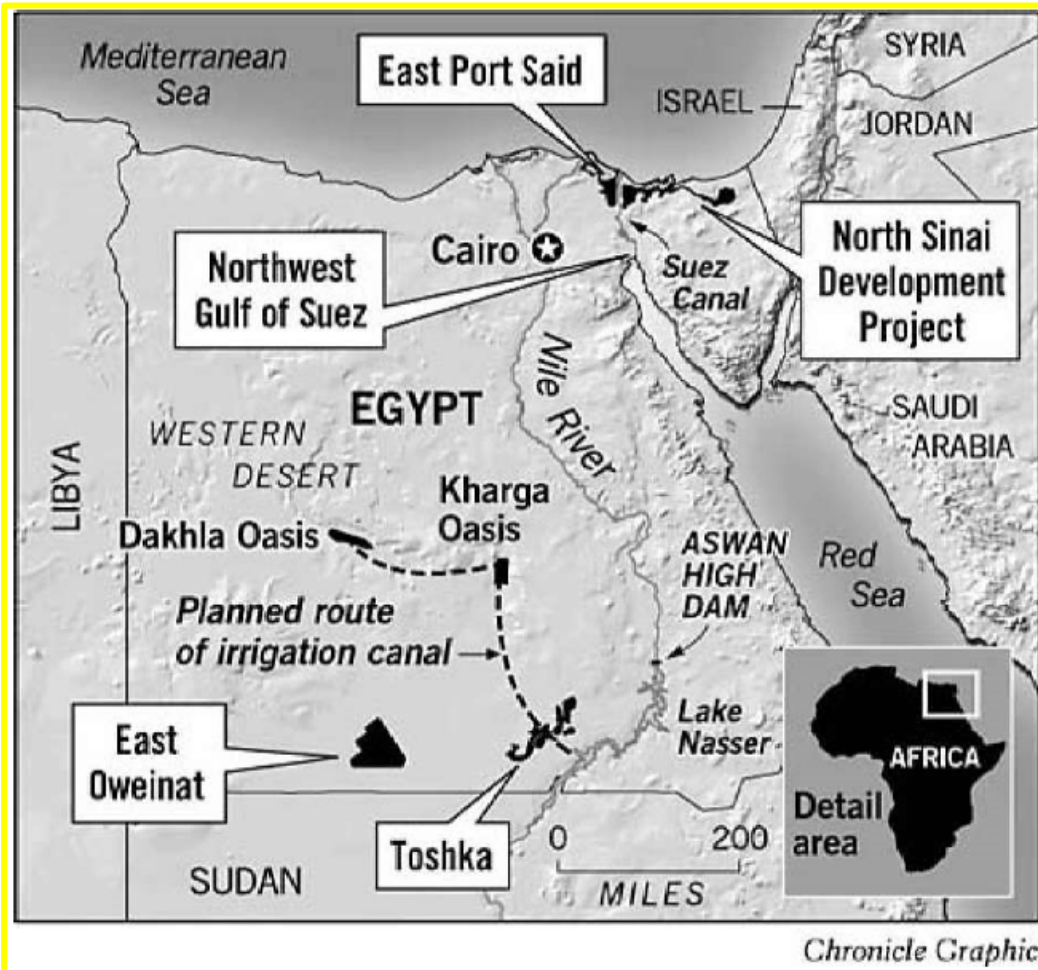 Mediterranean
Sea
East Port Said
SYRIA
ISRAEL
JORDAN
Cairo
Northwest
Gulf of Suez
Suez
Canal
North Sinai
Development
Project
Nile River
EGYPT
WESTERN
DESERT
SAUDI
ARABIA
LIBYA
Kharga
Oasis
Dakhla Oasis
ASWAN
HIGH
DAM
Red
Sea
Planned route
of irrigation canal
East
Oweinat
Lake
Nasser
Toshka
0 200
MILES
SUDAN
AFRICA
Detail
area
Chronicle Graphic